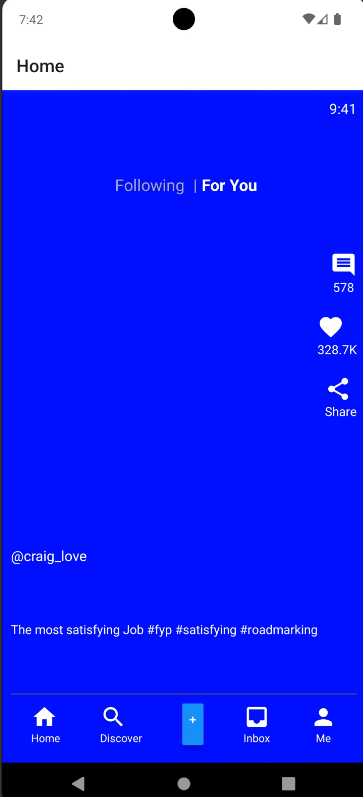 7:42
Home
9:41
Following | For You
578
328.7K
Share
@craig_love
The most satisfying Job #fyp #satisfying #roadmarking
+
Home Discover Inbox Me